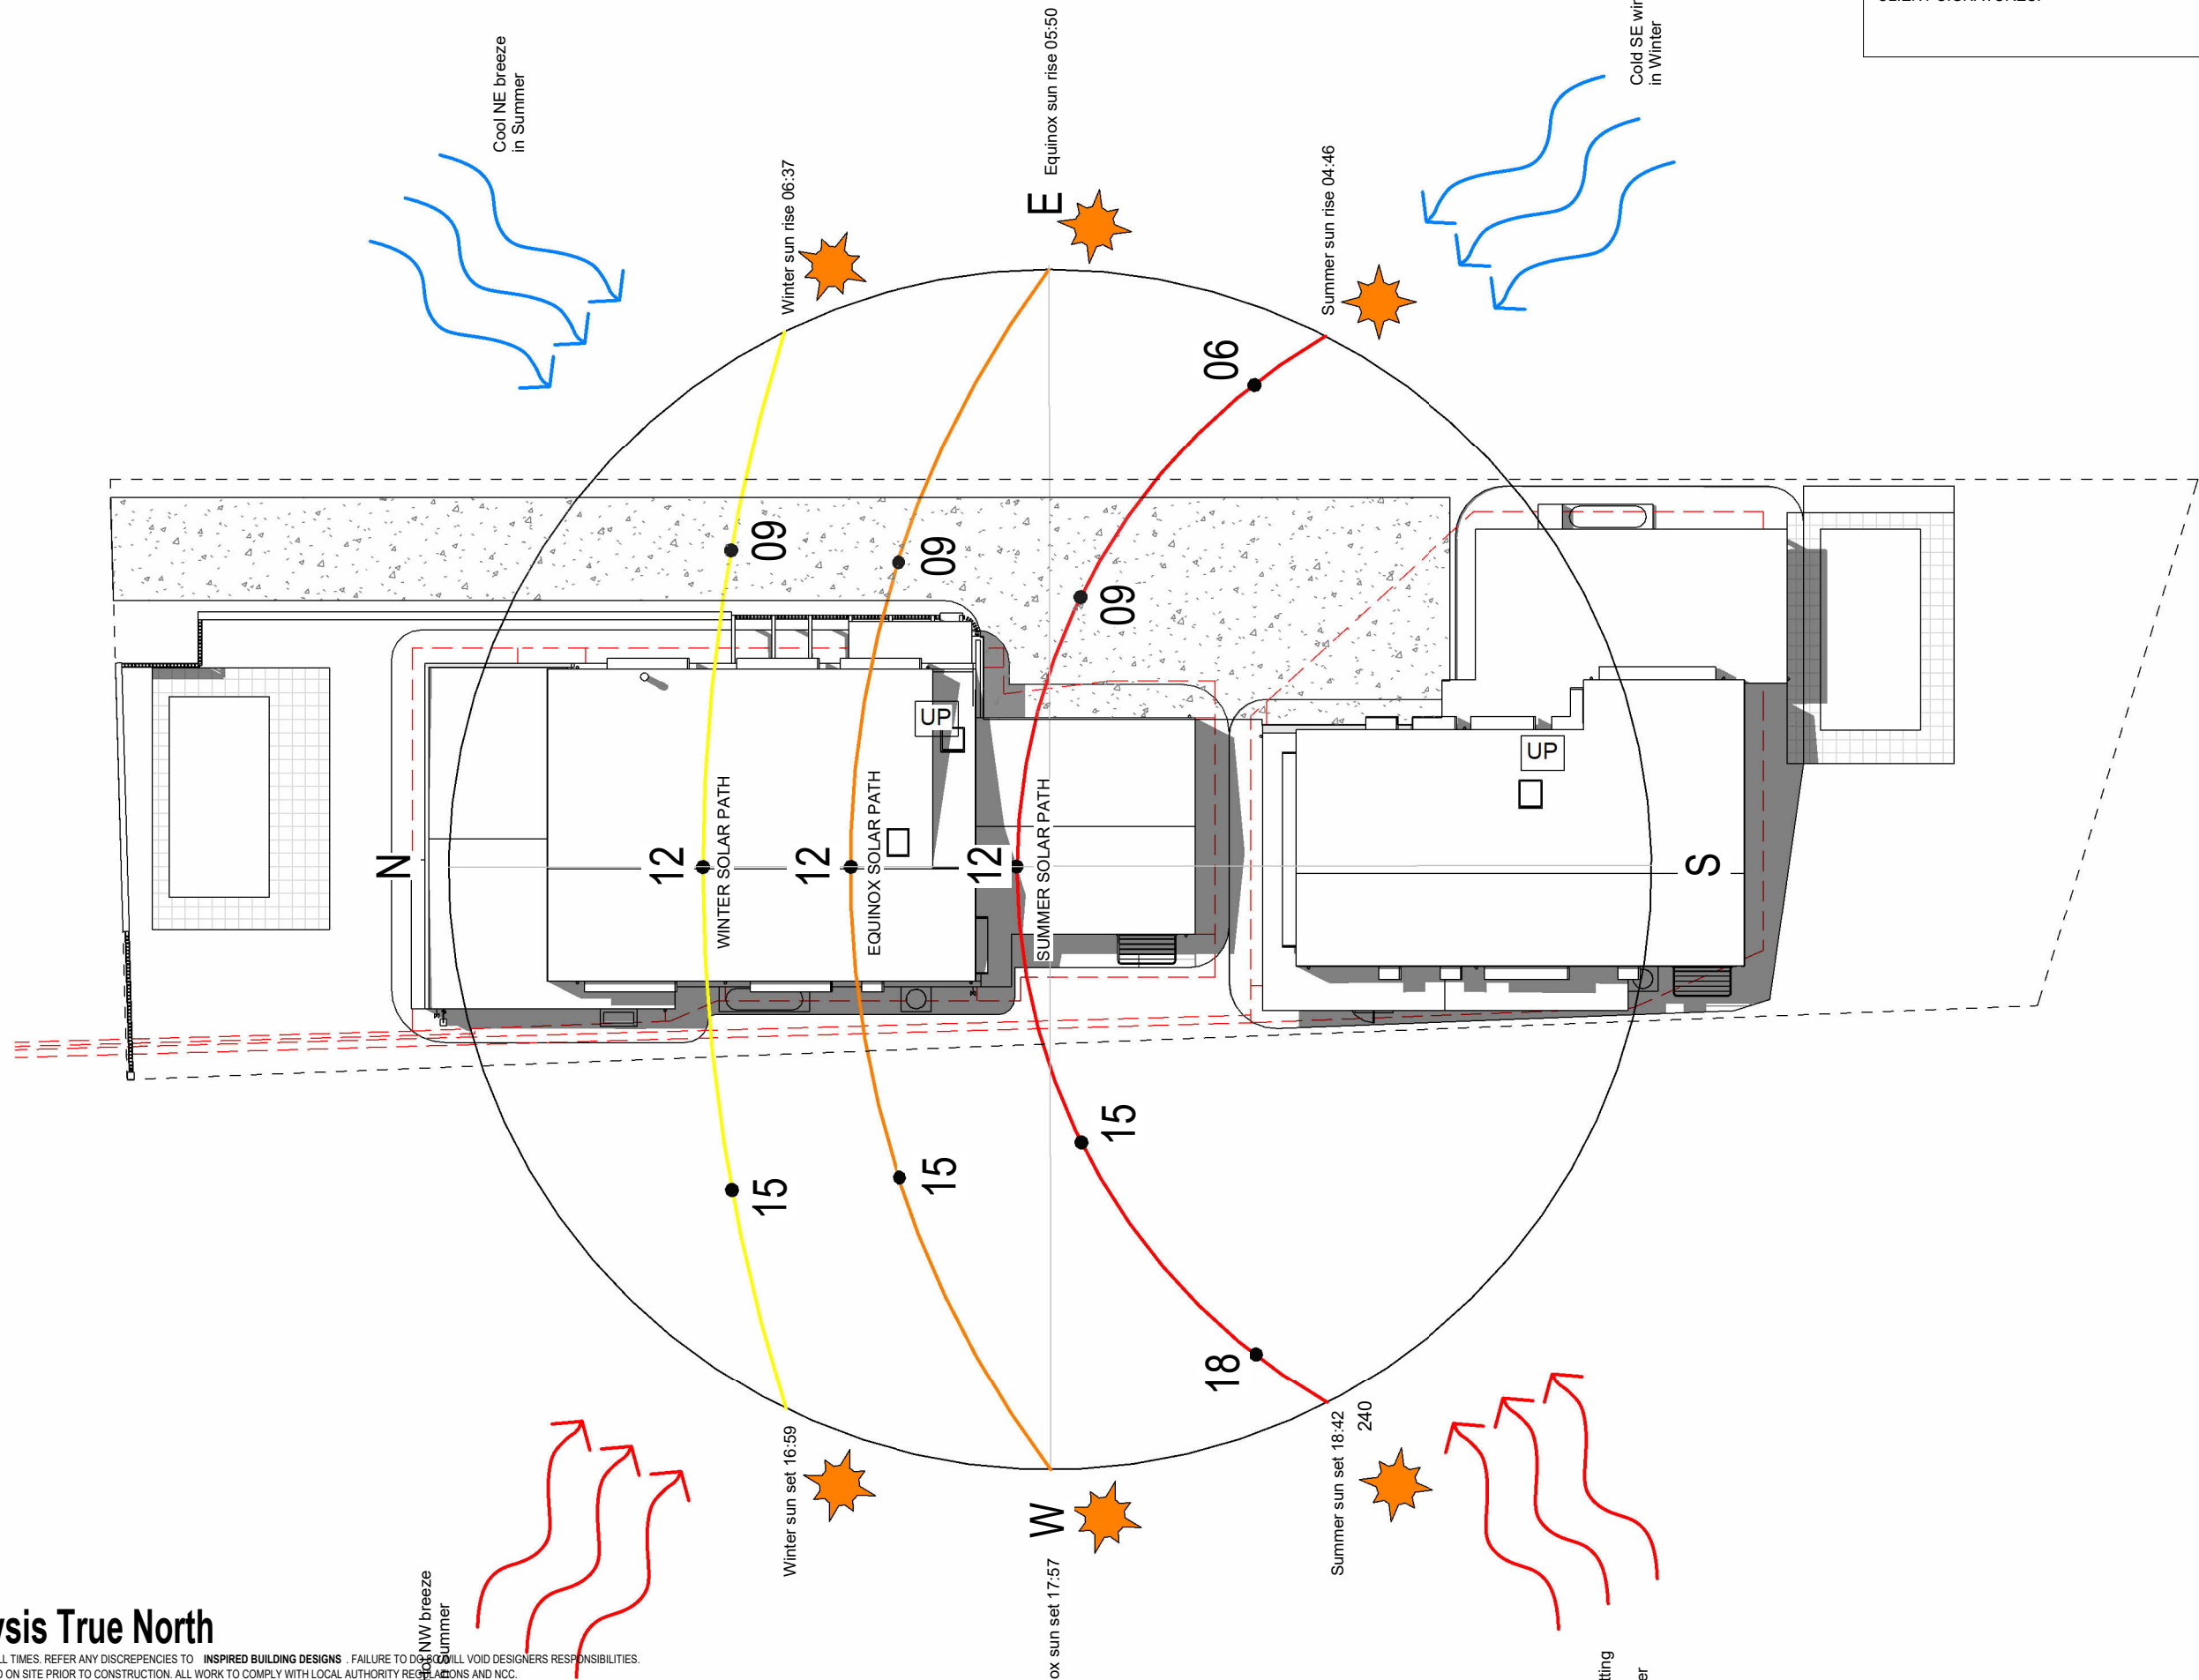 Cool NE breeze
in Summer
Equinox sun rise 05:50
Cold SE
in Winter
Winter sun rise 06:37
E
Summer sun rise 04:46
06
09
09
09
UP
UP
N
12
WINTER SOLAR PATH
12
EQUINOX SOLAR PATH
12
SUMMER SOLAR PATH
S
15
15
15
18
Winter sun set 16:59
W
sun set 17:57
Summer sun set 18:42
240
NW breeze
Summer
True North
TIMES. REFER ANY DISCREPENCIES TO INSPIRED BUILDING DESIGNS . FAILURE TO DO SO WILL VOID DESIGNERS RESPONSIBILITIES.
ON SITE PRIOR TO CONSTRUCTION. ALL WORK TO COMPLY WITH LOCAL AUTHORITY REGULATIONS AND NCC.